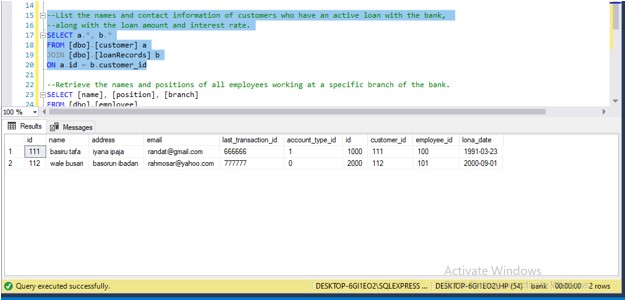 14
15 --List the names and contact information of customers who have an active loan with the bank,
16 --along with the loan amount and interest rate.
17 SELECT a.*, b.*
18 FROM [dbo].[customer] a
19 JOIN [dbo].[loanRecords] b
20 ON a.id = b.customer_id
21
22 --Retrieve the names and positions of all employees working at a specific branch of the bank.
23 SELECT [name], [position], [branch]
24 FROM [dbo].[employee]
100 %
Results Messages
id name address email last_transaction_id account_type_id id customer_id employee_id lona_date
1 111 basiru tafa iyana ipaja randat@gmail.com 666666 1 1000 111 100 1991-03-23
2 112 wale busari basorun ibadan rahmosar@yahoo.com 777777 0 2000 112 101 2000-09-01
Activate Windows
Query executed successfully. DESKTOP-6GI1EO2\SQLEXPRESS ... DESKTOP-6GI1EO2\HP (54) bank 00:00:00 2 rows